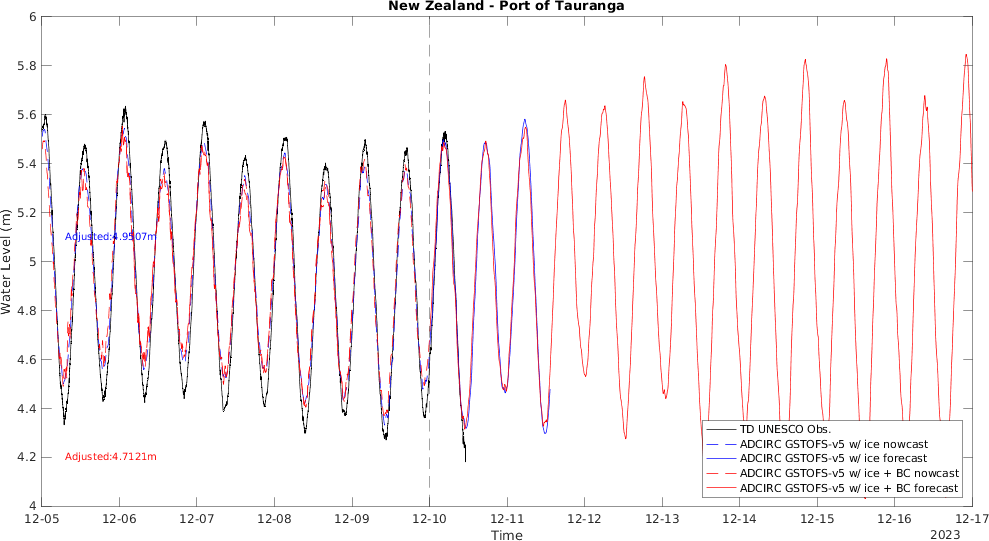 New Zealand - Port of Tauranga
6
5.8
5.6
5.4
5.2
5
4.8
4.6
4.4
4.2
4
Water Level (m)
Adjusted:4.9507m
Adjusted:4.7121m
TD UNESCO Obs.
ADCIRC GSTOFS-v5 w/ ice nowcast
ADCIRC GSTOFS-v5 w/ ice forecast
ADCIRC GSTOFS-v5 w/ ice + BC nowcast
ADCIRC GSTOFS-v5 w/ ice + BC forecast
12-05 12-06 12-07 12-08 12-09 12-10 12-11 12-12 12-13 12-14 12-15 12-16 12-17
Time
2023